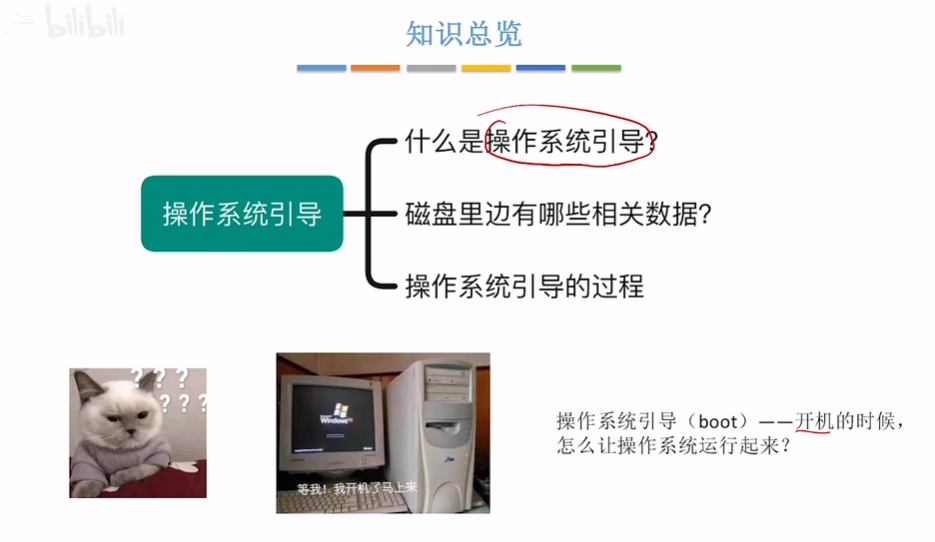 bilibili
知识总览
什么是操作系统引导?
操作系统引导
磁盘里边有哪些相关数据?
操作系统引导的过程
? ? ?
? ? ?
Windows
等我！我开机了马上来
操作系统引导（boot）——开机的时候，
怎么让操作系统运行起来?